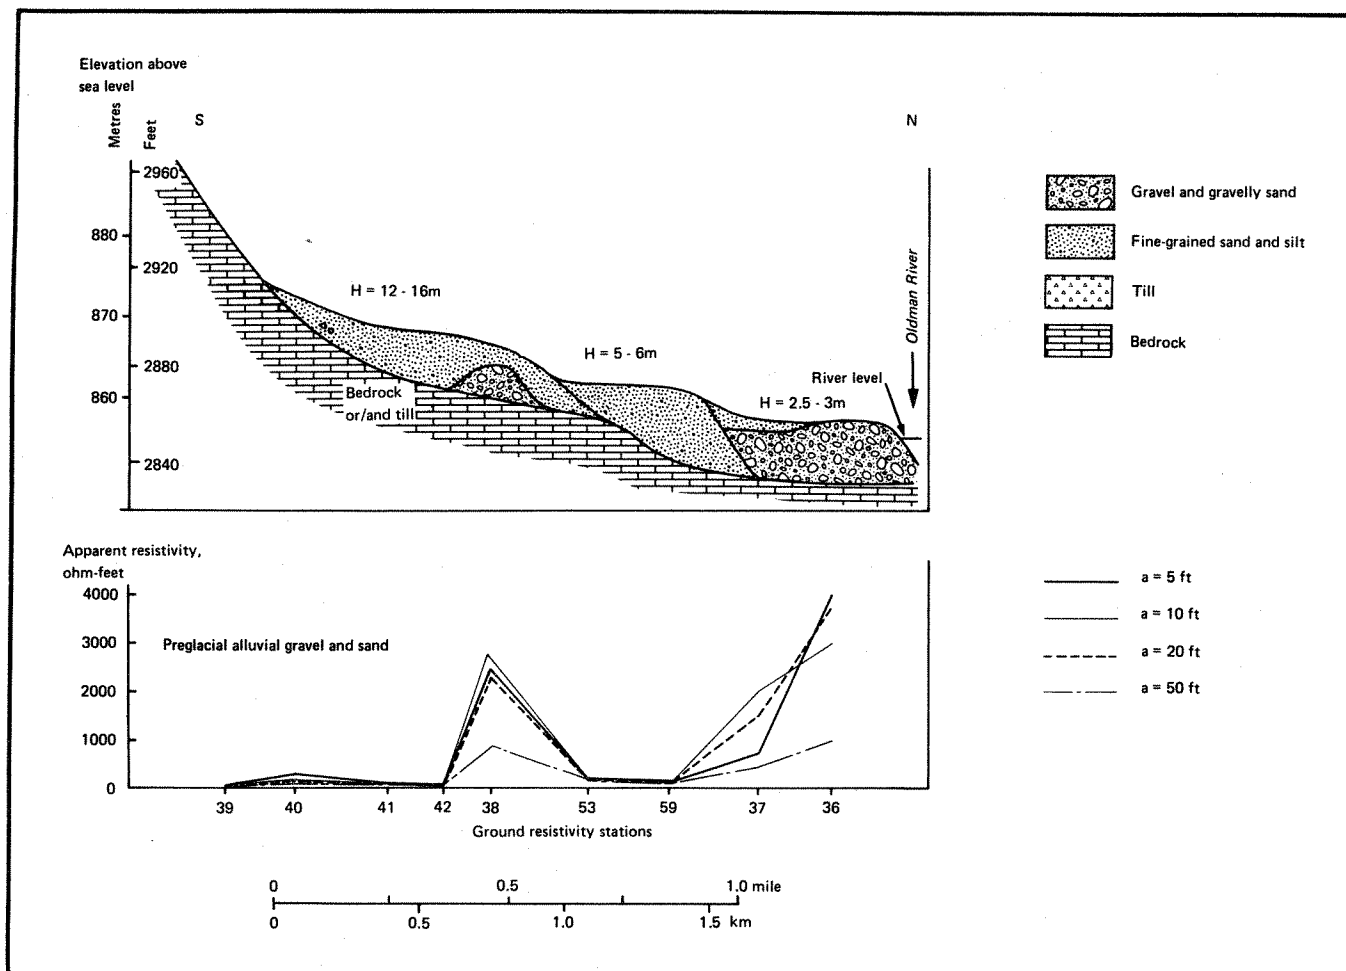 Elevation above
sea level
Metres
Feet
S
N
2960
880
2920
870
2880
860
2840
H = 12 - 16m
H = 5 - 6m
H = 2.5 - 3m
River level
Oldman River
Bedrock
or/and till
Gravel and gravelly sand
Fine-grained sand and silt
Till
Bedrock
Apparent resistivity,
ohm-feet
4000
3000
2000
1000
0
Preglacial alluvial gravel and sand
39 40 41 42 38 53 59 37 36
Ground resistivity stations
a = 5 ft
a = 10 ft
a = 20 ft
a = 50 ft
0 0.5 1.0 mile
0 0.5 1.0 1.5 km